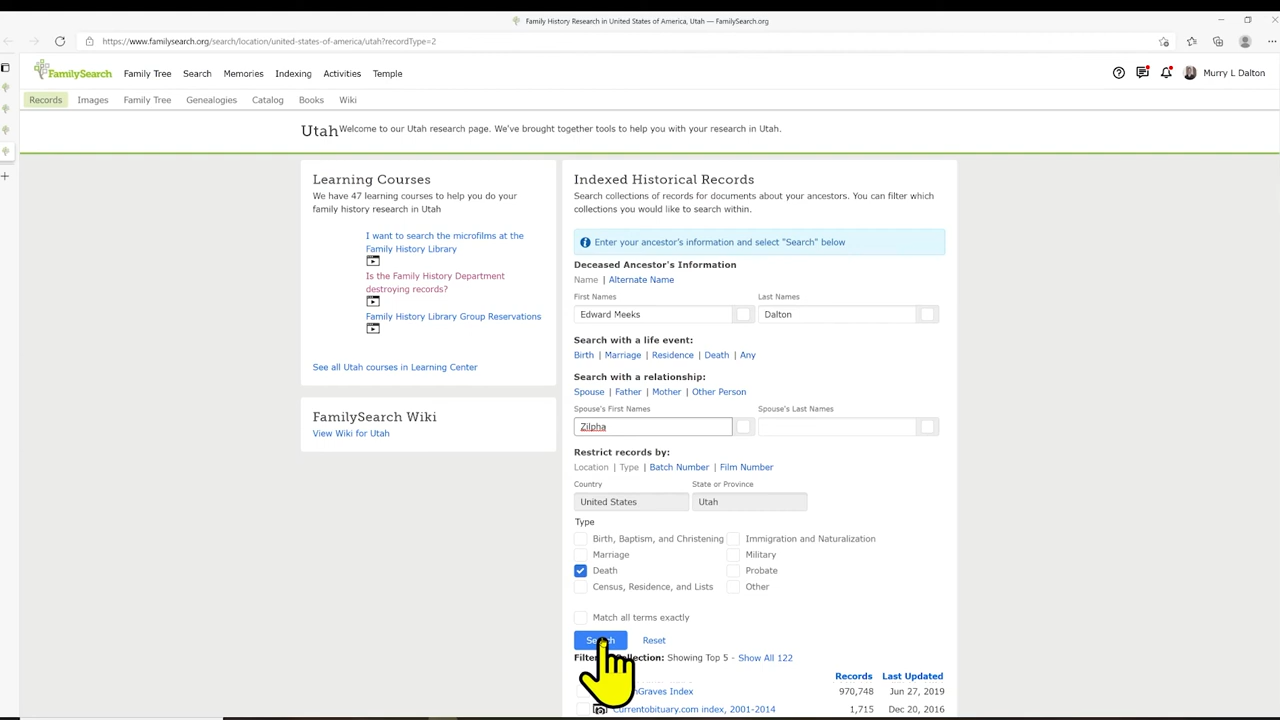 Family History Research in United States of America, Utah — FamilySearch.org
https://www.familysearch.org/search/location/united-states-of-america/utah?recordType=2
FamilySearch Family Tree Search Memories Indexing Activities Temple Murry L Dalton
Records Images Family Tree Genealogies Catalog Books Wiki
Utah Welcome to our Utah research page. We've brought together tools to help you with your research in Utah.
Learning Courses
We have 47 learning courses to help you do your
family history research in Utah
I want to search the microfilms at the
Family History Library
Is the Family History Department
destroying records?
Family History Library Group Reservations
See all Utah courses in Learning Center
FamilySearch Wiki
View Wiki for Utah
Indexed Historical Records
Search collections of records for documents about your ancestors. You can filter which
collections you would like to search within.
Enter your ancestor's information and select "Search" below
Deceased Ancestor's Information
Name | Alternate Name
First Names Last Names
Edward Meeks Dalton
Search with a life event:
Birth | Marriage | Residence | Death | Any
Search with a relationship:
Spouse | Father | Mother | Other Person
Spouse's First Names Spouse's Last Names
Zilpha
Restrict records by:
Location | Type | Batch Number | Film Number
Country State or Province
United States Utah
Type
Birth, Baptism, and Christening Immigration and Naturalization
Marriage Military
Death Probate
Census, Residence, and Lists Other
Match all terms exactly
Reset
Collection: Showing Top 5 - Show All 122
Records Last Updated
Graves Index 970,748 Jun 27, 2019
Currentobituary.com index, 2001-2014 1,715 Dec 20, 2016